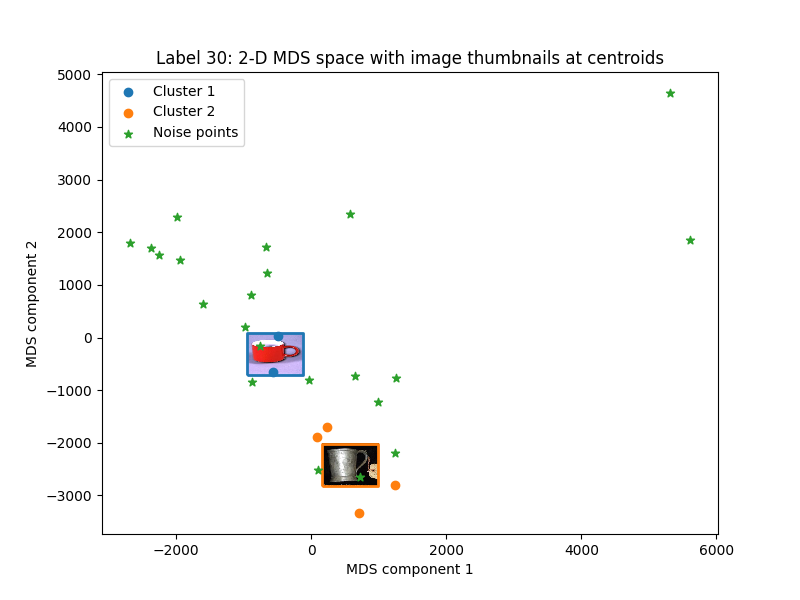 Label 30: 2-D MDS space with image thumbnails at centroids
Cluster 1
Cluster 2
Noise points
MDS component 2
5000
4000
3000
2000
1000
0
−1000
−2000
−3000
−2000
0
2000
4000
6000
MDS component 1